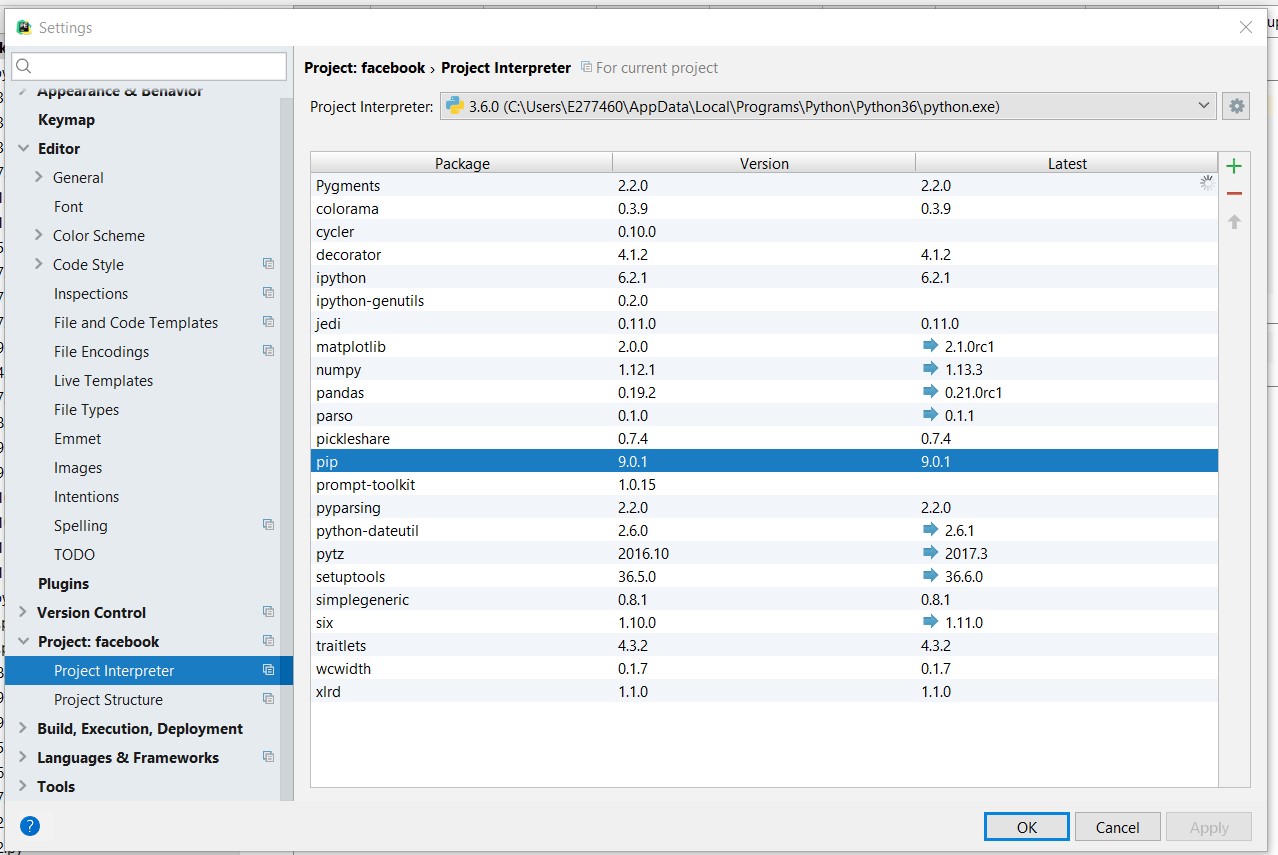 Settings
Project: facebook › Project Interpreter For current project
Project Interpreter: 3.6.0 (C:\Users\E277460\AppData\Local\Programs\Python\Python36\python.exe)
Appearance & Behavior
Keymap
Editor
General
Font
Color Scheme
Code Style
Inspections
File and Code Templates
File Encodings
Live Templates
File Types
Emmet
Images
Intentions
Spelling
TODO
Plugins
Version Control
Project: facebook
Project Interpreter
Project Structure
Build, Execution, Deployment
Languages & Frameworks
Tools
Package Version Latest
Pygments 2.2.0 2.2.0
colorama 0.3.9 0.3.9
cycler 0.10.0
decorator 4.1.2 4.1.2
ipython 6.2.1 6.2.1
ipython-genutils 0.2.0
jedi 0.11.0 0.11.0
matplotlib 2.0.0 2.1.0rc1
numpy 1.12.1 1.13.3
pandas 0.19.2 0.21.0rc1
parso 0.1.0 0.1.1
pickleshare 0.7.4 0.7.4
pip 9.0.1 9.0.1
prompt-toolkit 1.0.15
pyparsing 2.2.0 2.2.0
python-dateutil 2.6.0 2.6.1
pytz 2016.10 2017.3
setuptools 36.5.0 36.6.0
simplegeneric 0.8.1 0.8.1
six 1.10.0 1.11.0
traitlets 4.3.2 4.3.2
wcwidth 0.1.7 0.1.7
xlrd 1.1.0 1.1.0
? OK Cancel Apply